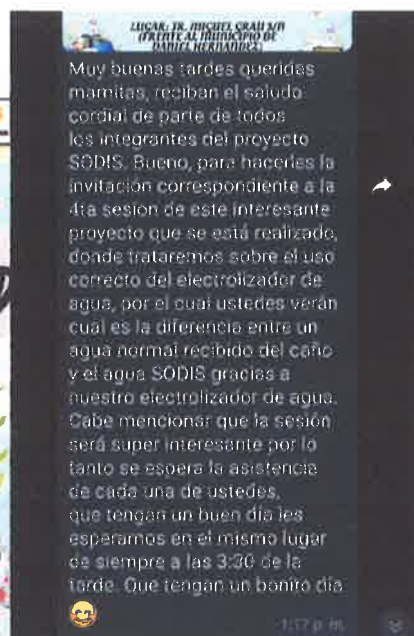 LUGAR: JR. MIGUEL GRAU S/N
(FRENTE AL MUNICIPIO DE
DANIEL HERNANDEZ)
Muy buenas tardes queridas
mamitas, reciban el saludo
cordial de parte de todos
los integrantes del proyecto
SODIS. Bueno, para hacerles la
invitación correspondiente a la
4ta sesión de este interesante
proyecto que se está realizado,
donde trataremos sobre el uso
correcto del electrolizador de
agua, por el cual ustedes verán
cual es la diferencia entre un
agua normal recibido del caño
y el agua SODIS gracias a
nuestro electrolizador de agua.
Cabe mencionar que la sesión
será super interesante por lo
tanto se espera la asistencia
de cada una de ustedes,
que tengan un buen día les
esperamos en el mismo lugar
de siempre a las 3:30 de la
tarde. Que tengan un bonito día
1:17 p. m.